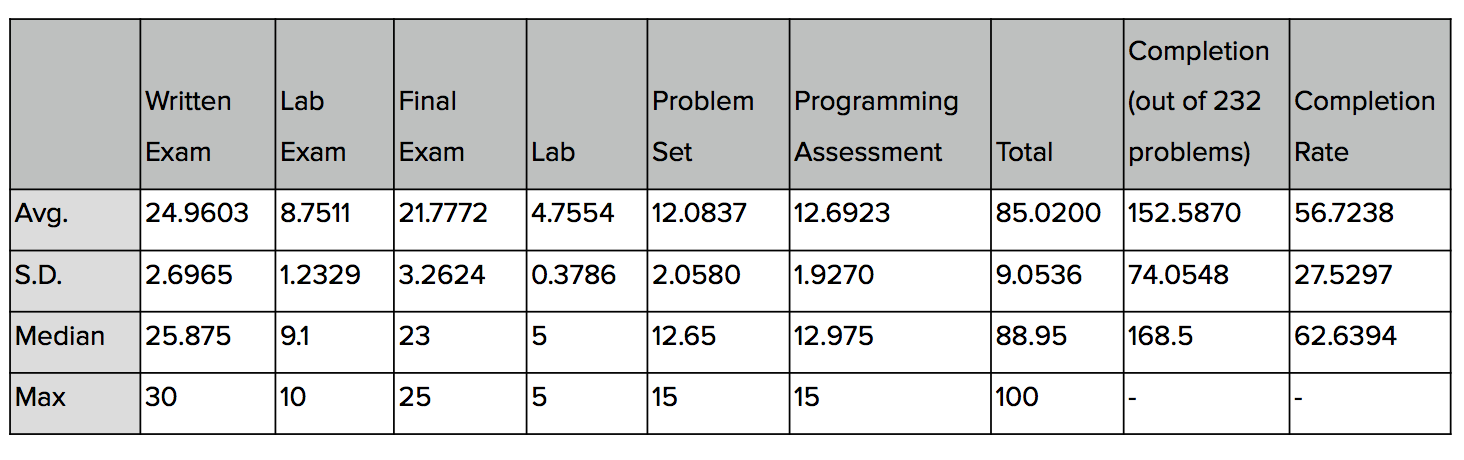 Written Exam | Lab Exam | Final Exam | Lab | Problem Set | Programming Assessment | Total | Completion (out of 232 problems) | Completion Rate
Avg. | 24.9603 | 8.7511 | 21.7772 | 4.7554 | 12.0837 | 12.6923 | 85.0200 | 152.5870 | 56.7238
S.D. | 2.6965 | 1.2329 | 3.2624 | 0.3786 | 2.0580 | 1.9270 | 9.0536 | 74.0548 | 27.5297
Median | 25.875 | 9.1 | 23 | 5 | 12.65 | 12.975 | 88.95 | 168.5 | 62.6394
Max | 30 | 10 | 25 | 5 | 15 | 15 | 100 | - | -